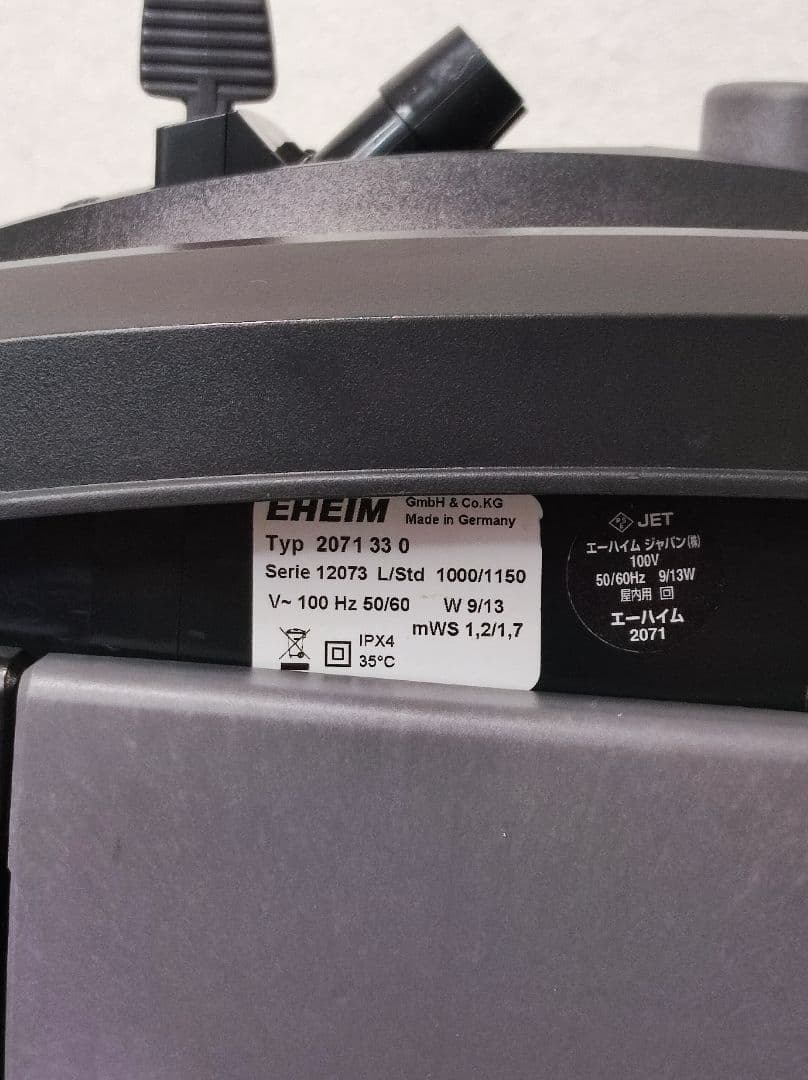 EHEIM GmbH & Co.KG
Made in Germany
Typ 2071 33 0
Serie 12073 L/Std 1000/1150
V~ 100 Hz 50/60 W 9/13
mWS 1,2/1,7
IPX4
35°C
PSE JET
エーハイム ジャパン(株)
100V
50/60Hz 9/13W
屋内用
エーハイム
2071